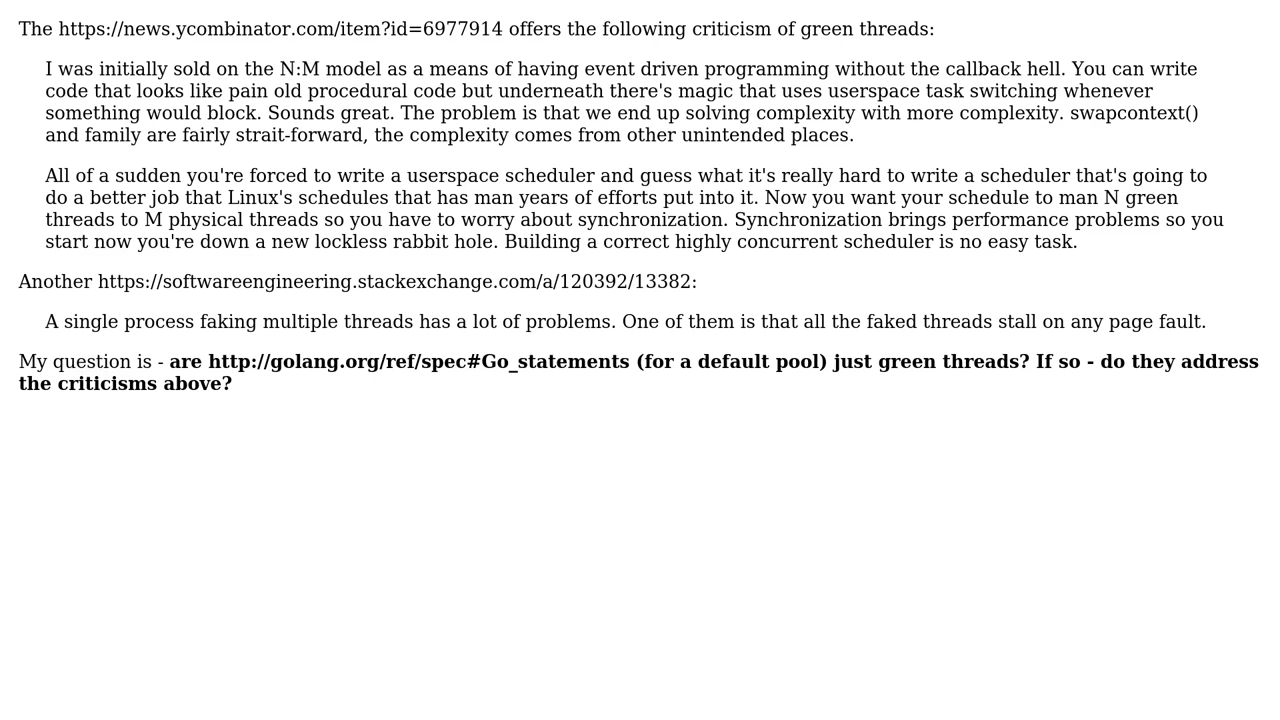 The https://news.ycombinator.com/item?id=6977914 offers the following criticism of green threads:
I was initially sold on the N:M model as a means of having event driven programming without the callback hell. You can write
code that looks like pain old procedural code but underneath there's magic that uses userspace task switching whenever
something would block. Sounds great. The problem is that we end up solving complexity with more complexity. swapcontext()
and family are fairly strait-forward, the complexity comes from other unintended places.
All of a sudden you're forced to write a userspace scheduler and guess what it's really hard to write a scheduler that's going to
do a better job that Linux's schedules that has man years of efforts put into it. Now you want your schedule to man N green
threads to M physical threads so you have to worry about synchronization. Synchronization brings performance problems so you
start now you're down a new lockless rabbit hole. Building a correct highly concurrent scheduler is no easy task.
Another https://softwareengineering.stackexchange.com/a/120392/13382:
A single process faking multiple threads has a lot of problems. One of them is that all the faked threads stall on any page fault.
My question is - are http://golang.org/ref/spec#Go_statements (for a default pool) just green threads? If so - do they address
the criticisms above?